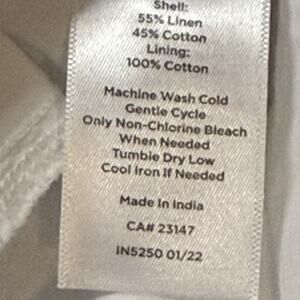 Shell:
55% Linen
45% Cotton
Lining:
100% Cotton
Machine Wash Cold
Gentle Cycle
Only Non-Chlorine Bleach
When Needed
Tumble Dry Low
Cool Iron If Needed
Made In India
CA# 23147
IN5250 01/22